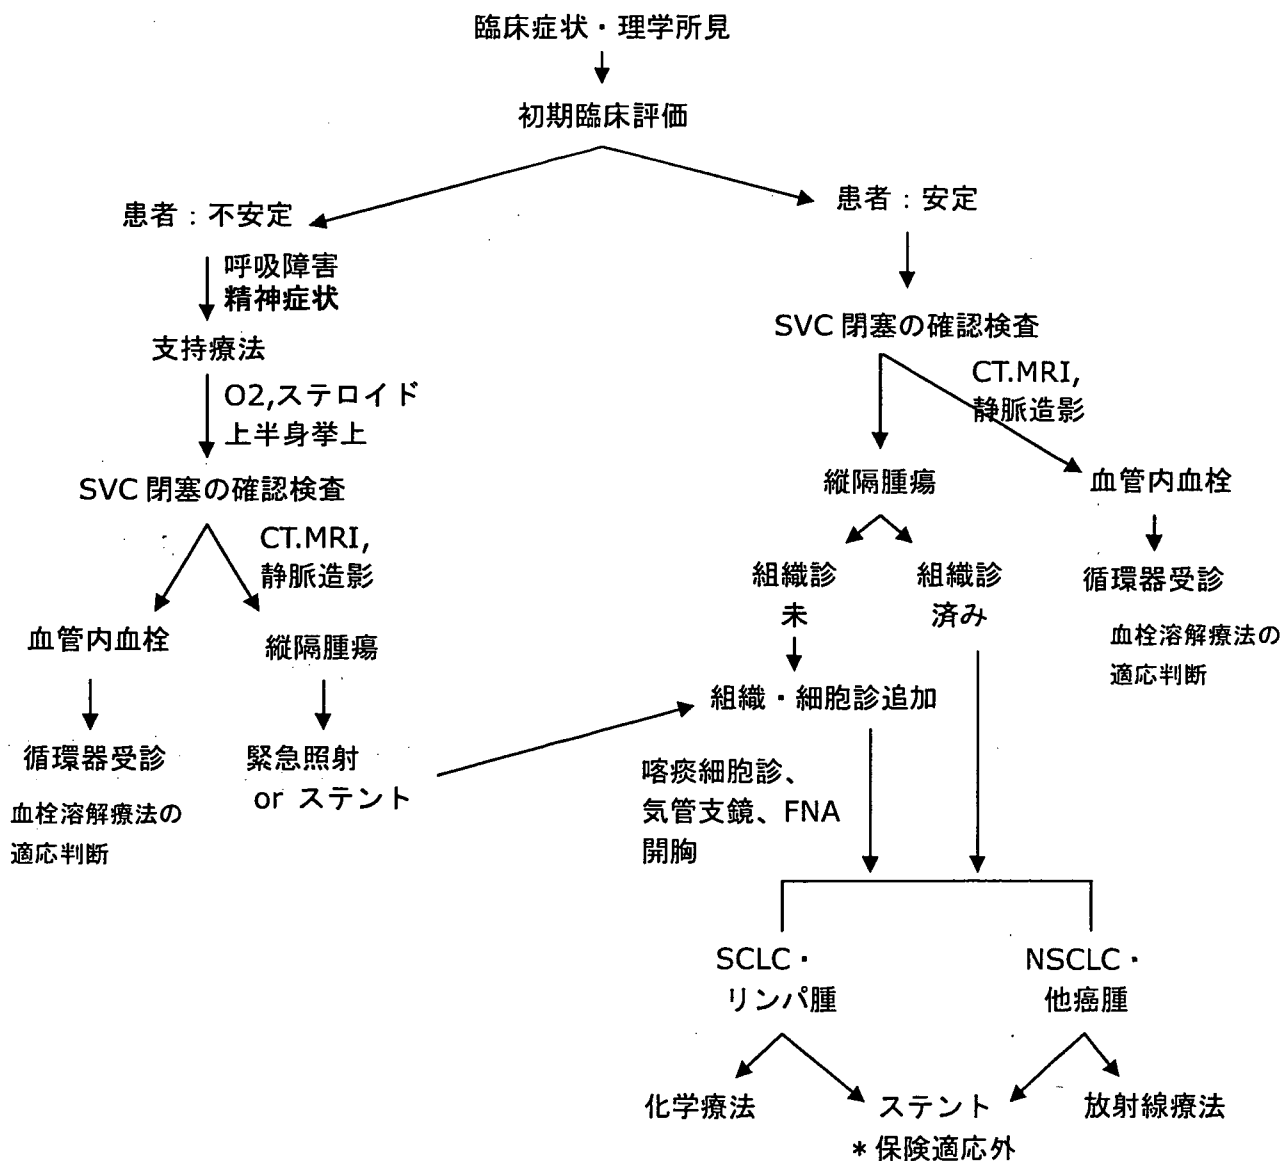 臨床症状・理学所見
初期臨床評価
患者：不安定
呼吸障害
精神症状
支持療法
O2,ステロイド
上半身挙上
SVC 閉塞の確認検査
CT.MRI,
静脈造影
血管内血栓
縦隔腫瘍
循環器受診
血栓溶解療法の
適応判断
緊急照射
or ステント
患者：安定
SVC 閉塞の確認検査
CT.MRI,
静脈造影
縦隔腫瘍
血管内血栓
循環器受診
血栓溶解療法の
適応判断
組織診
未
組織診
済み
組織・細胞診追加
喀痰細胞診、
気管支鏡、FNA
開胸
SCLC・
リンパ腫
NSCLC・
他癌腫
化学療法
ステント
＊保険適応外
放射線療法